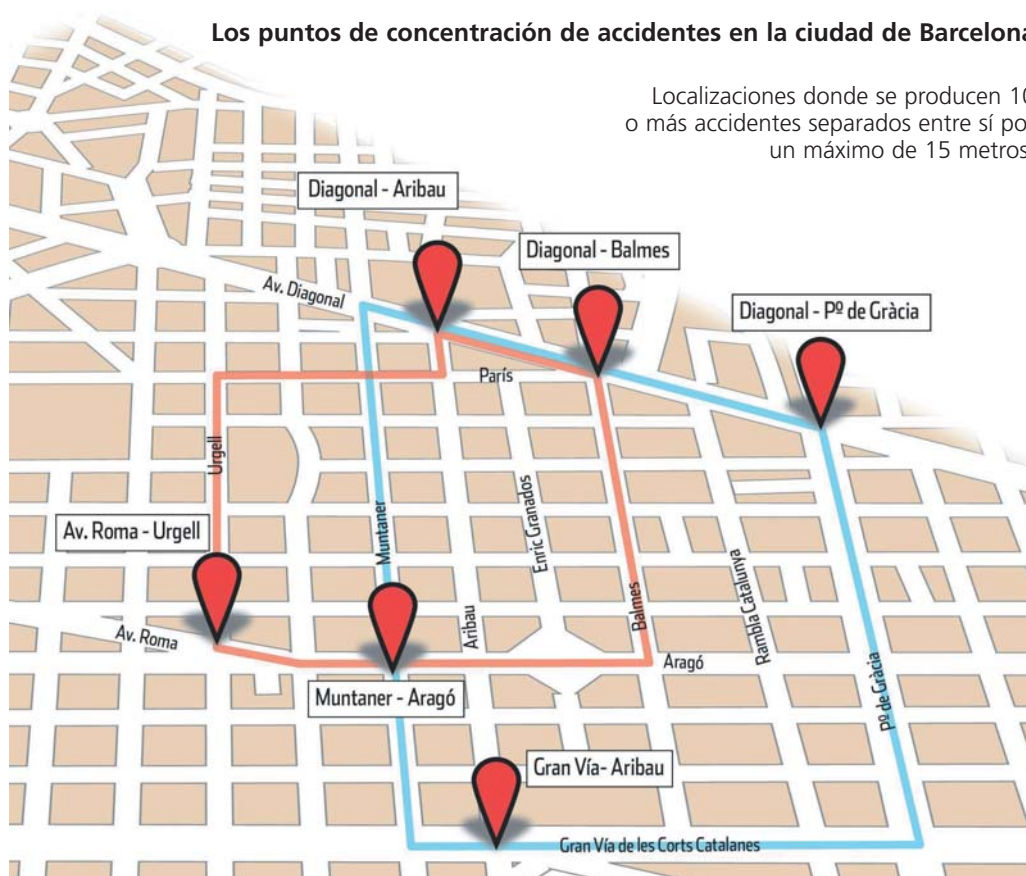 Los puntos de concentración de accidentes en la ciudad de Barcelona
Localizaciones donde se producen 10
o más accidentes separados entre sí po
un máximo de 15 metros
Diagonal - Aribau
Diagonal - Balmes
Av. Diagonal
Diagonal - Pº de Gràcia
París
Urgell
Muntaner
Enric Granados
Av. Roma - Urgell
Rambla Catalunya
Balmes
Aribau
Av. Roma
Aragó
Pº de Gràcia
Muntaner - Aragó
Gran Vía- Aribau
Gran Vía de les Corts Catalanes